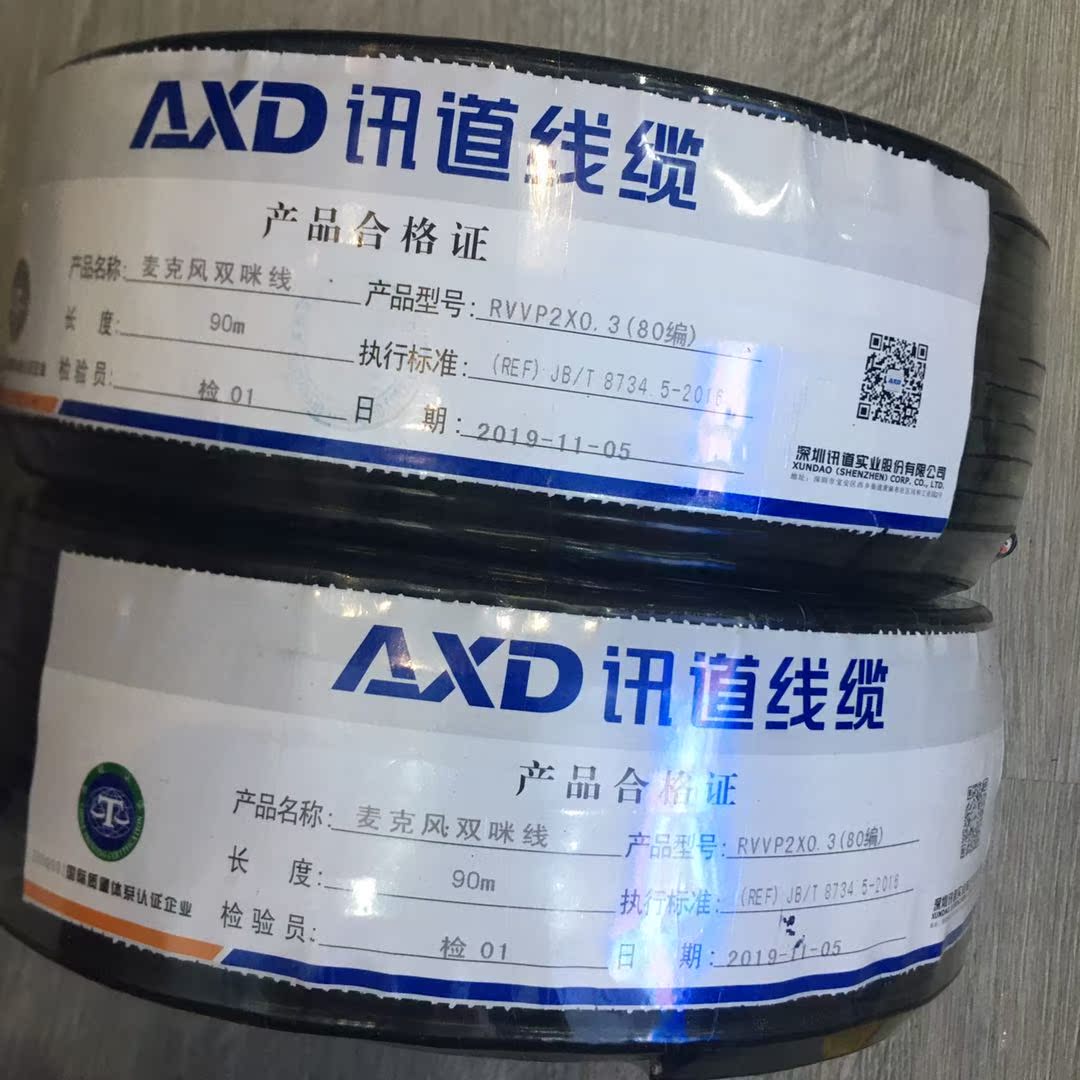 AXD 讯道线缆
产品合格证
产品名称: 麦克风双咪线 产品型号: RVVP2X0.3(80编)
长 度: 90m 执行标准: (REF) JB/T 8734.5-2016
检验员: 检 01 日 期: 2019-11-05
AXD
深圳讯道实业股份有限公司
XUNDAO (SHENZHEN) CORP. CO., LTD.
AXD 讯道线缆
产品合格证
产品名称: 麦克风双咪线 产品型号: RVVP2X0.3(80编)
长 度: 90m 执行标准: (REF) JB/T 8734.5-2016
检验员: 检 01 日 期: 2019-11-05
国际质量体系认证企业